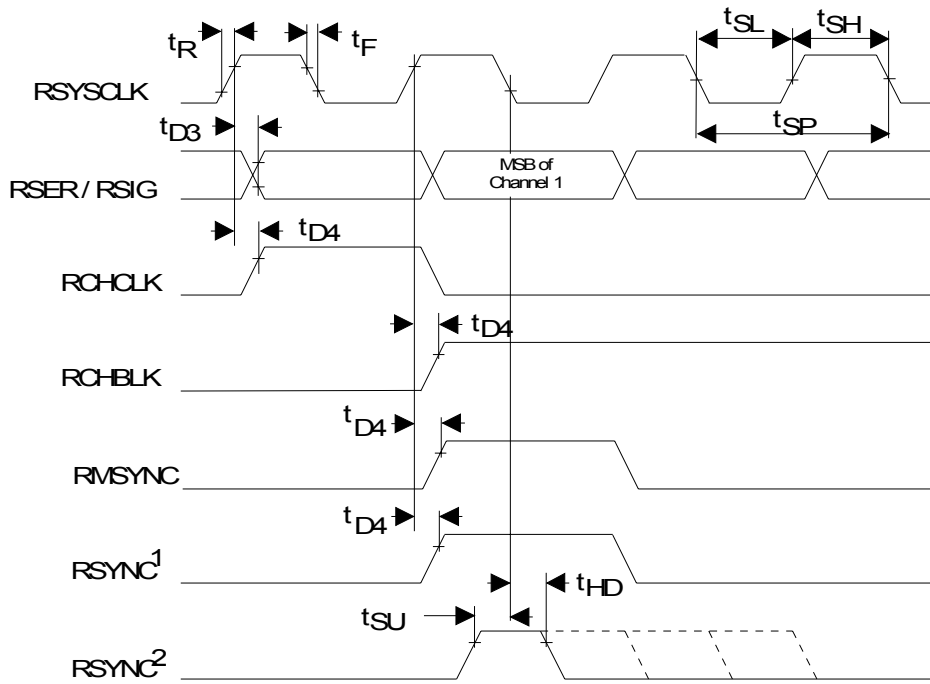 tR tF tSL tSH
RSYSCLK
tD3 tSP
RSER / RSIG MSB of
Channel 1
tD4
RCHCLK
tD4
RCHBLK
tD4
RMSYNC
tD4
RSYNC1
tHD
tSU
RSYNC2